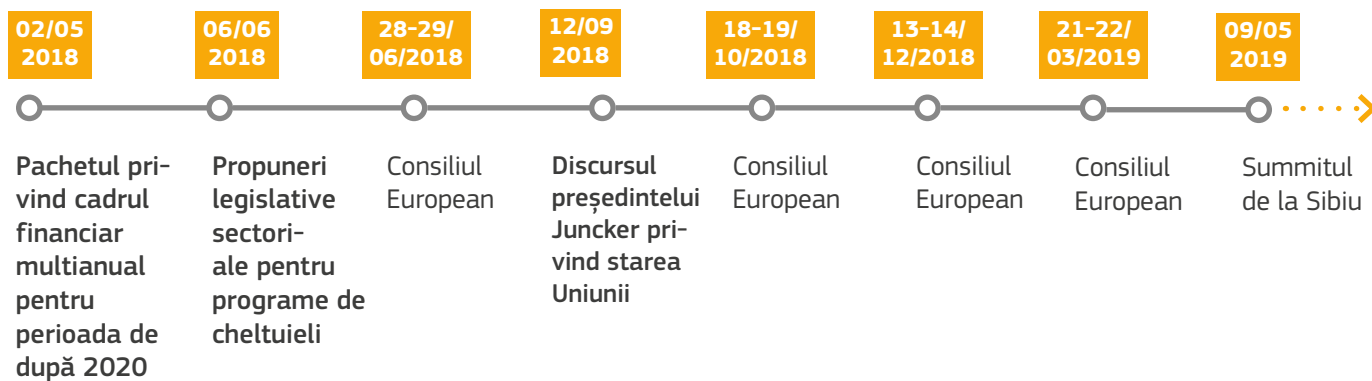 02/05
2018
06/06
2018
28-29/
06/2018
12/09
2018
18-19/
10/2018
13-14/
12/2018
21-22/
03/2019
09/05
2019
Pachetul pri-
vind cadrul
financiar
multianual
pentru
perioada de
după 2020
Propuneri
legislative
sectori-
ale pentru
programe de
cheltuieli
Consiliul
European
Discursul
președintelui
Juncker pri-
vind starea
Uniunii
Consiliul
European
Consiliul
European
Consiliul
European
Summitul
de la Sibiu